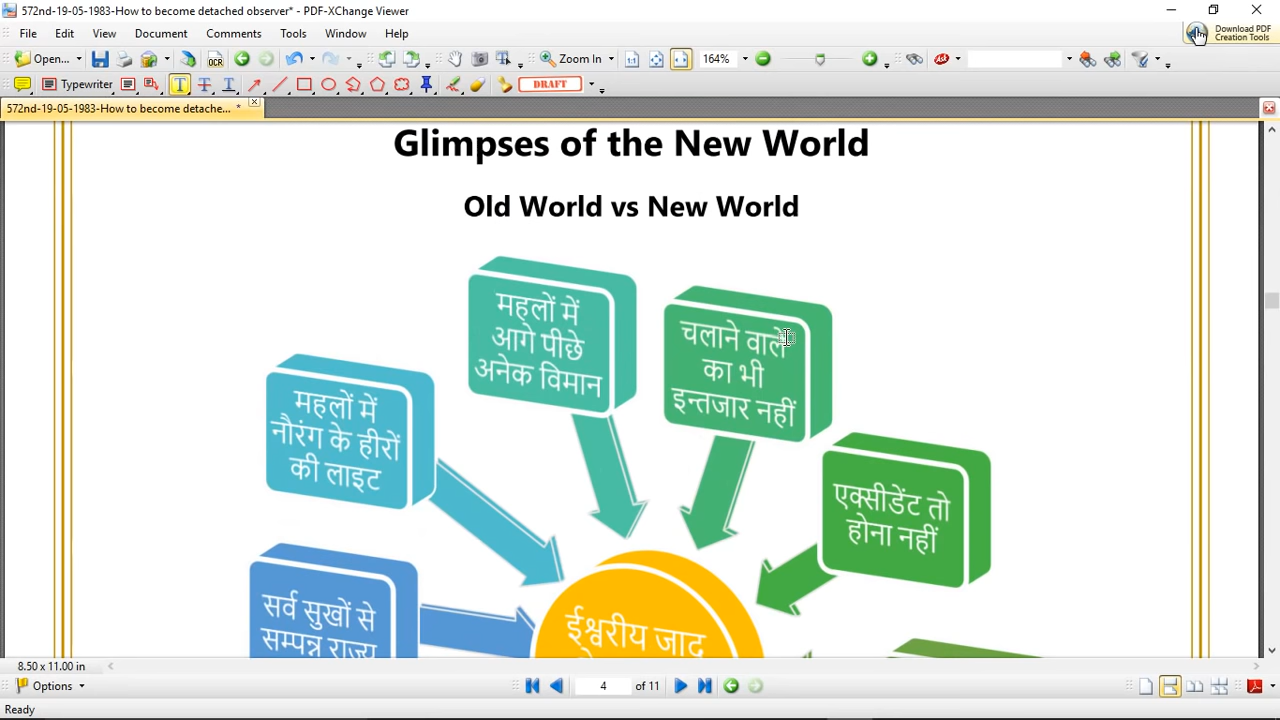 572nd-19-05-1983-How to become detached observer* - PDF-XChange Viewer
File Edit View Document Comments Tools Window Help
Download PDF
Creation Tools
Open...
OCR
Zoom In
164%
Typewriter
DRAFT
572nd-19-05-1983-How to become detache... *
Glimpses of the New World
Old World vs New World
महलों में
आगे पीछे
अनेक विमान
चलाने वाले
का भी
इन्तजार नहीं
महलों में
नौरंग के हीरों
की लाइट
एक्सीडेंट तो
होना नहीं
सर्व सुखों से
सम्पन्न राज्य
ईश्वरीय जादू
8.50 x 11.00 in
Options
4 of 11
Ready